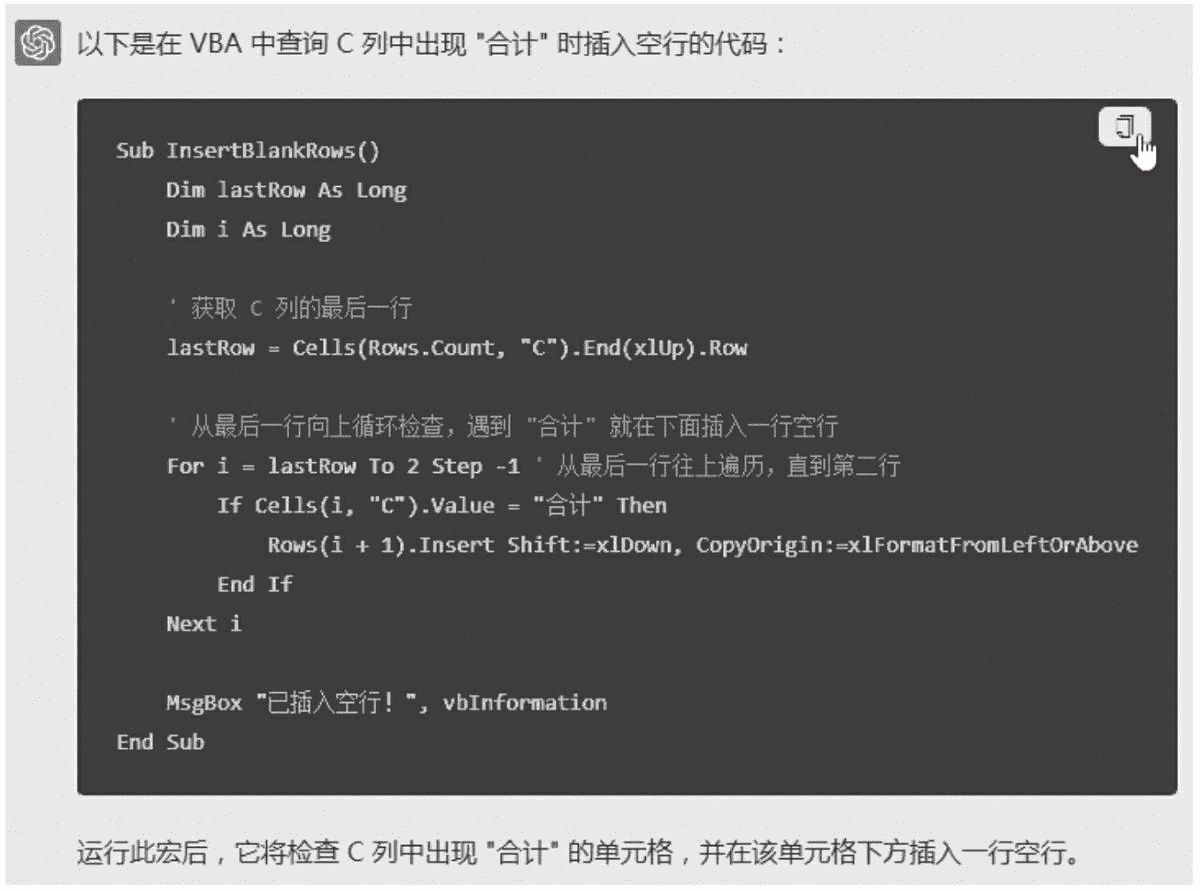 以下是在 VBA 中查询 C 列中出现 "合计" 时插入空行的代码：
Sub InsertBlankRows()
    Dim lastRow As Long
    Dim i As Long
    ' 获取 C 列的最后一行
    lastRow = Cells(Rows.Count, "C").End(xlUp).Row
    ' 从最后一行向上循环检查，遇到 "合计" 就在下面插入一行空行
    For i = lastRow To 2 Step -1 ' 从最后一行往上遍历，直到第二行
        If Cells(i, "C").Value = "合计" Then
            Rows(i + 1).Insert Shift:=xlDown, CopyOrigin:=xlFormatFromLeftOrAbove
        End If
    Next i
    MsgBox "已插入空行！", vbInformation
End Sub
运行此宏后，它将检查 C 列中出现 "合计" 的单元格，并在该单元格下方插入一行空行。